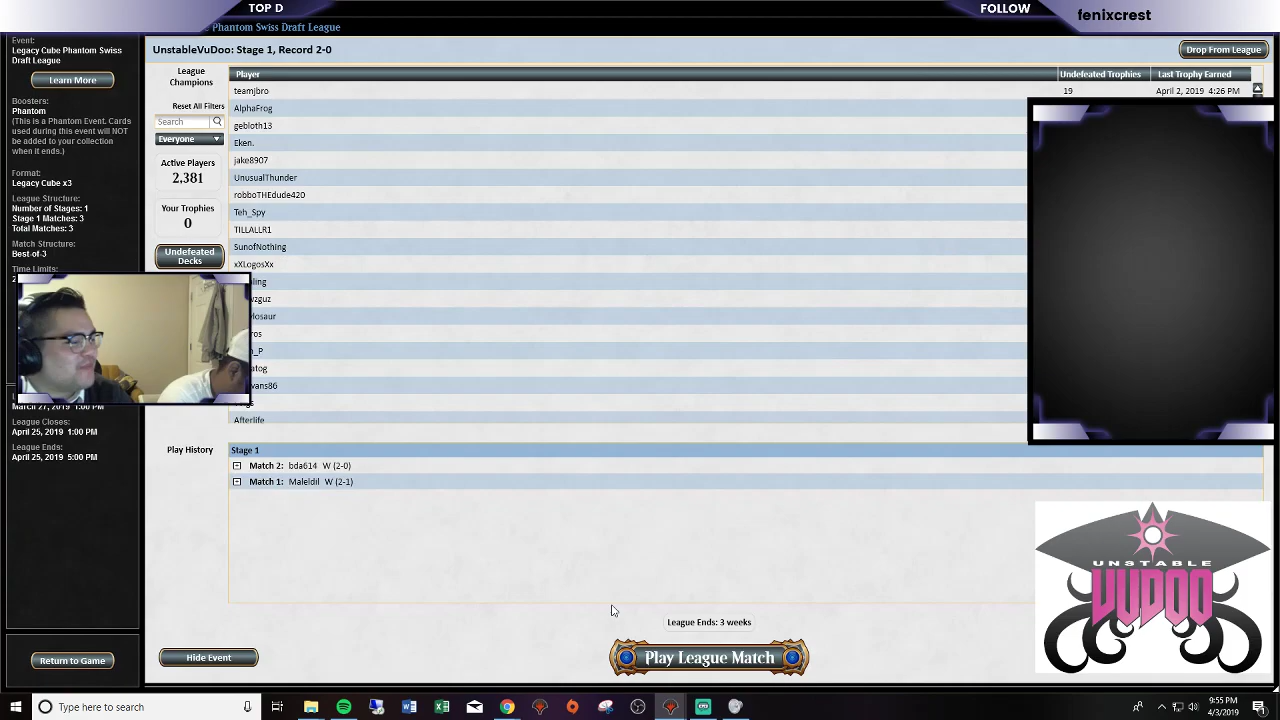 TOP D
FOLLOW
fenixcrest
Phantom Swiss Draft League
Event:
Legacy Cube Phantom Swiss
Draft League
Learn More
Boosters:
Phantom
(This is a Phantom Event. Cards
used during this event will NOT
be added to your collection
when it ends.)
Format:
Legacy Cube x3
League Structure:
Number of Stages: 1
Stage 1 Matches: 3
Total Matches: 3
Match Structure:
Best-of-3
Time Limits:
2
March 27, 2019 1:00 PM
League Closes:
April 25, 2019 1:00 PM
League Ends:
April 25, 2019 5:00 PM
Return to Game
UnstableVuDoo: Stage 1, Record 2-0
Drop From League
League
Champions
Reset All Filters
Search
Everyone
Active Players
2,381
Your Trophies
0
Undefeated
Decks
Player Undefeated Trophies Last Trophy Earned
teamjbro 19 April 2, 2019 4:26 PM
AlphaFrog
gebloth13
Eken.
jake8907
UnusualThunder
robboTHEdude420
Teh_Spy
TILLALLR1
SunofNothing
xXLogosXx
Afterlife
Play History
Stage 1
Match 2: bda614 W (2-0)
Match 1: Maleldil W (2-1)
League Ends: 3 weeks
Hide Event
Play League Match
UNSTABLE
VUDOO
Type here to search
9:55 PM
4/3/2019